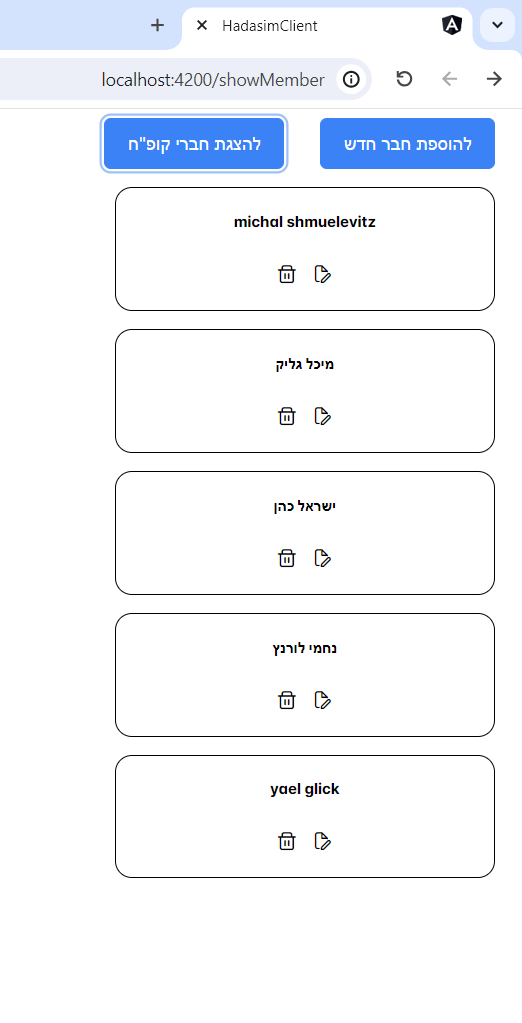 HadasimClient
localhost:4200/showMember
להוספת חבר חדש
להצגת חברי קופ"ח
michal shmuelevitz
מיכל גליק
ישראל כהן
נחמי לורנץ
yael glick